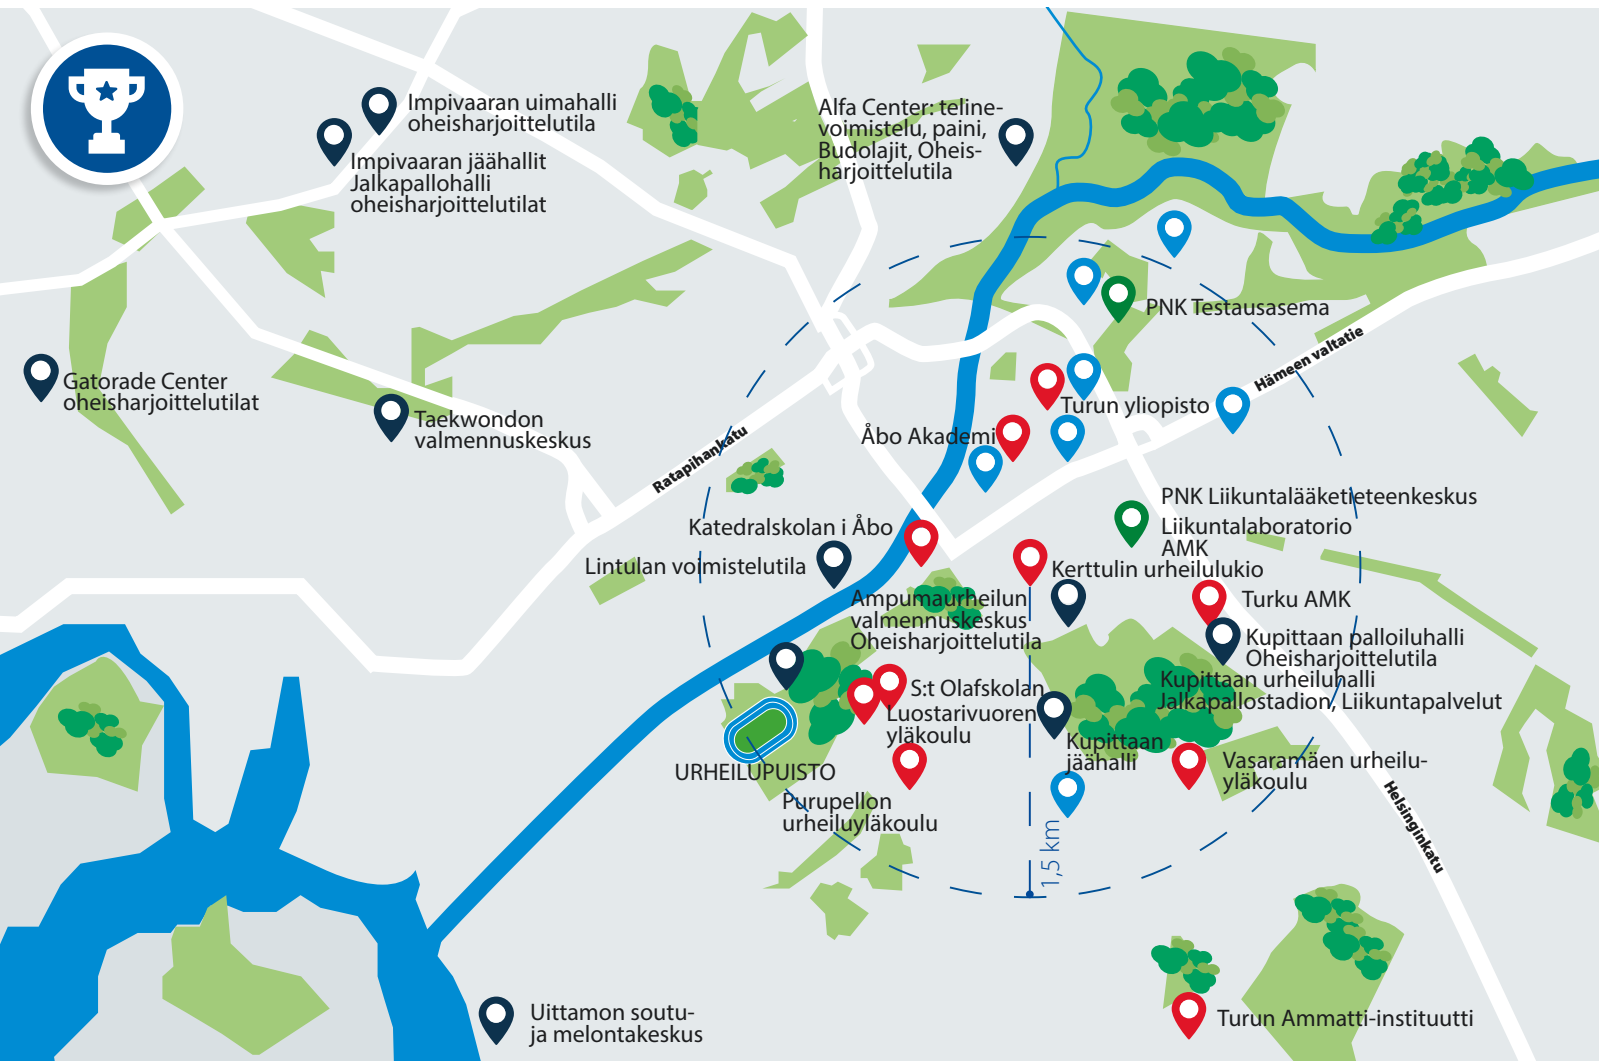 Impivaaran uimahalli
oheisharjoittelutila
Impivaaran jäähallit
Jalkapallohalli
oheisharjoittelutilat
Alfa Center: teline-
voimistelu, paini,
Budolajit, Oheis-
harjoittelutila
PNK Testausasema
Hämeen valtatie
Gatorade Center
oheisharjoittelutilat
Taekwondon
valmennuskeskus
Ratapihankatu
Turun yliopisto
Åbo Akademi
PNK Liikuntalääketieteenkeskus
Liikuntalaboratorio
AMK
Katedralskolan i Åbo
Lintulan voimistelutila
Kerttulin urheilulukio
Turku AMK
Ampumaurheilun
valmennuskeskus
Oheisharjoittelutila
Kupittaan palloiluhalli
Oheisharjoittelutila
Kupittaan urheiluhalli
Jalkapallostadion, Liikuntapalvelut
S:t Olafskolan
Luostarivuoren
yläkoulu
Kupittaan
jäähalli
URHEILUPUISTO
Vasaramäen urheilu-
yläkoulu
Purupellon
urheiluyläkoulu
Helsinginkatu
1,5 km
Uittamon soutu-
ja melontakeskus
Turun Ammatti-instituutti